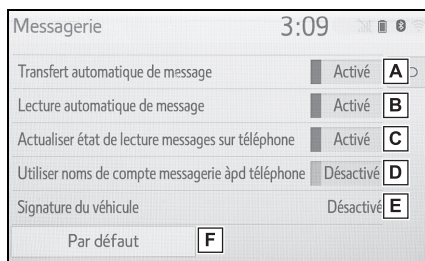 Messagerie 3:09
Transfert automatique de message Activé A
Lecture automatique de message Activé B
Actualiser état de lecture messages sur téléphone Activé C
Utiliser noms de compte messagerie àpd téléphone Désactivé D
Signature du véhicule Désactivé E
Par défaut F